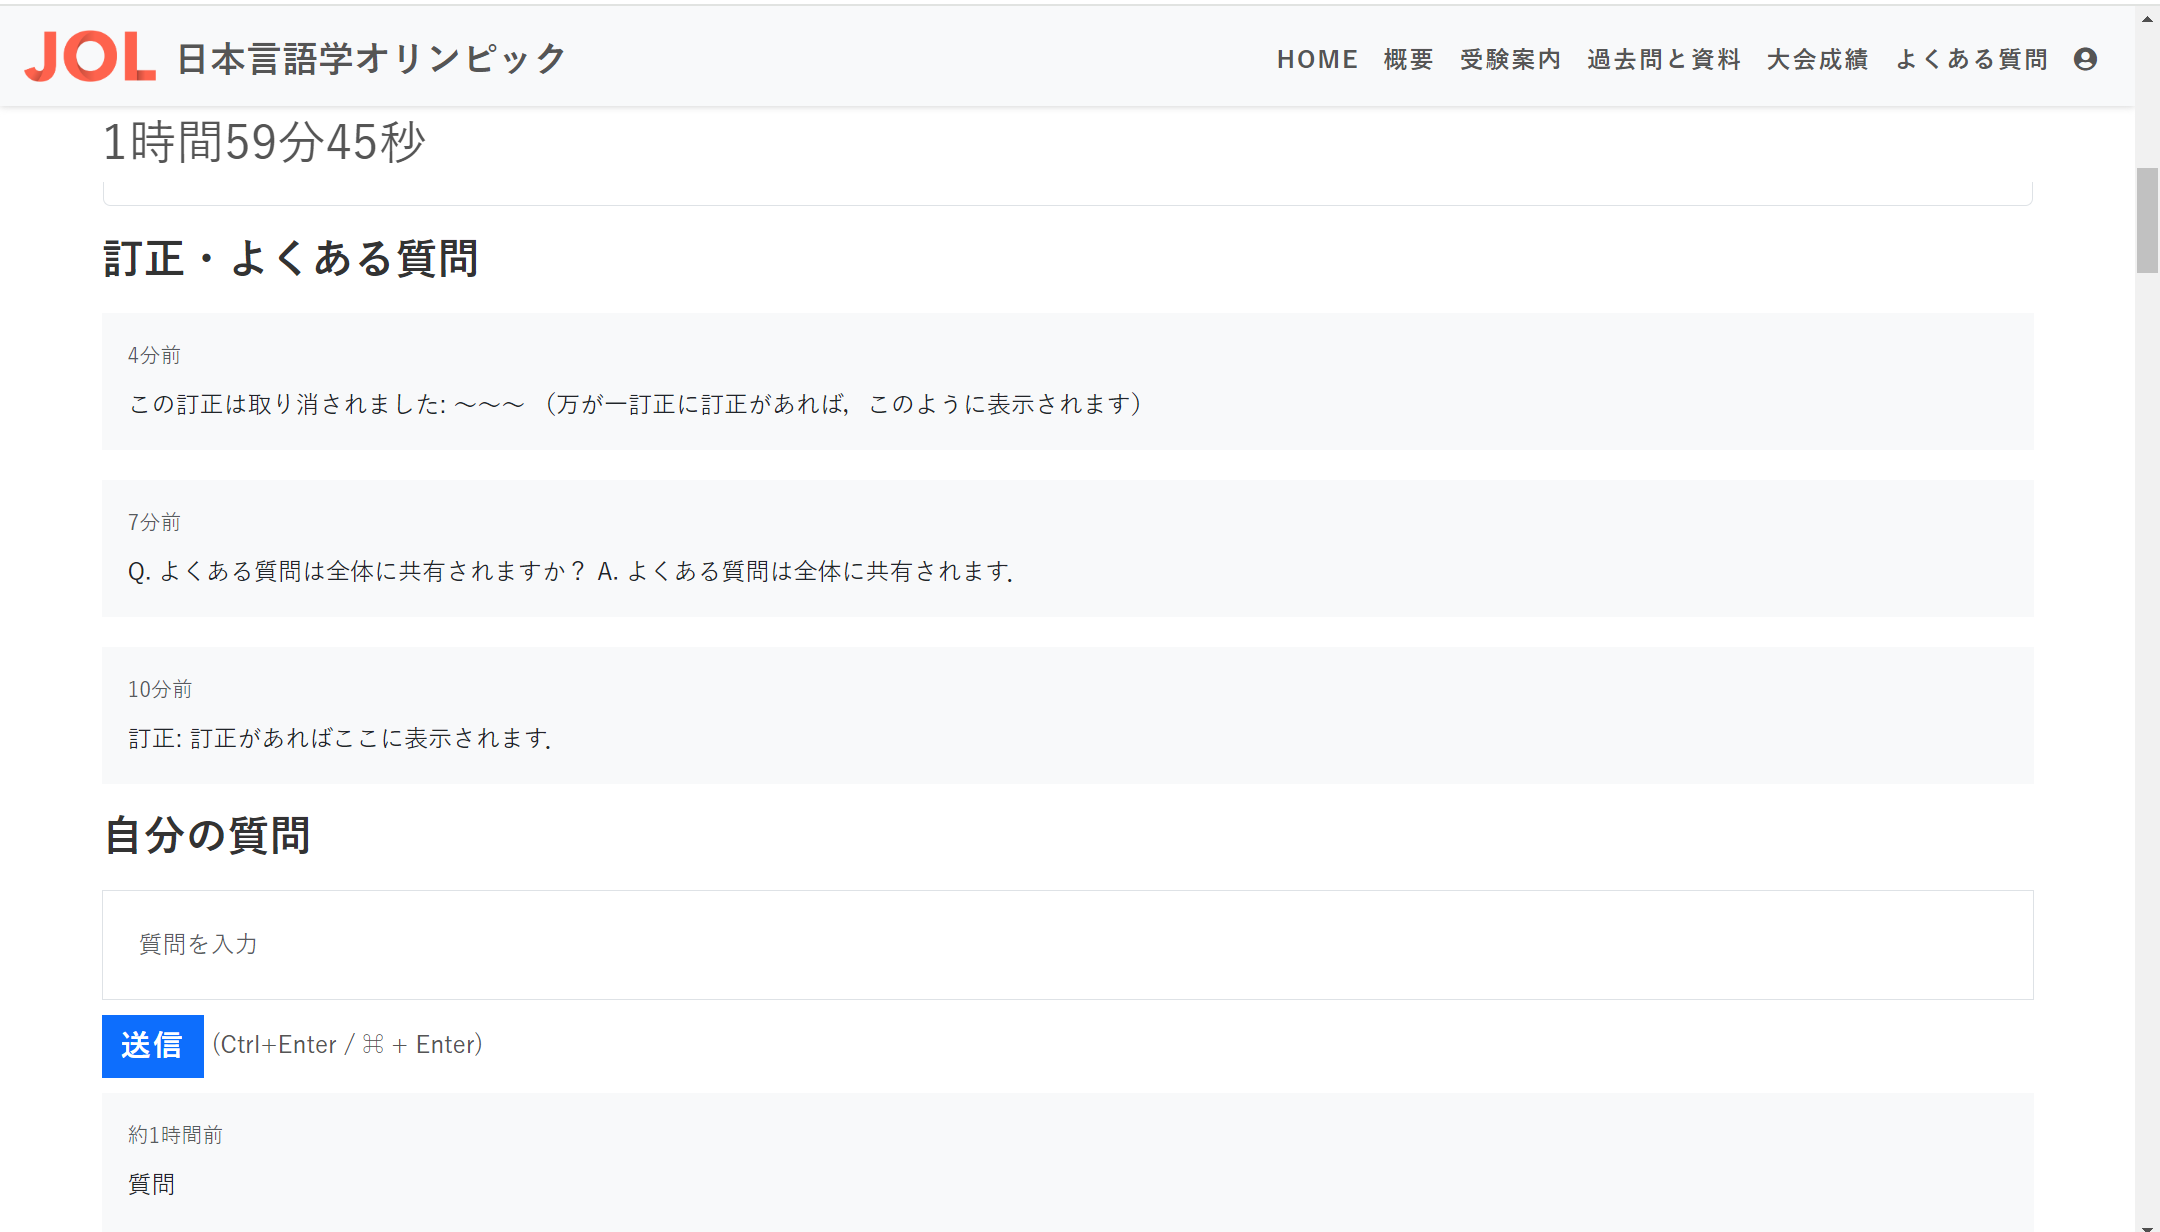 JOL 日本言語学オリンピック HOME 概要 受験案内 過去問と資料 大会成績 よくある質問
1時間59分45秒
訂正・よくある質問
4分前
この訂正は取り消されました: ～～～ （万が一訂正に訂正があれば，このように表示されます）
7分前
Q. よくある質問は全体に共有されますか？ A. よくある質問は全体に共有されます．
10分前
訂正: 訂正があればここに表示されます．
自分の質問
質問を入力
送信 (Ctrl+Enter / ⌘ + Enter)
約1時間前
質問